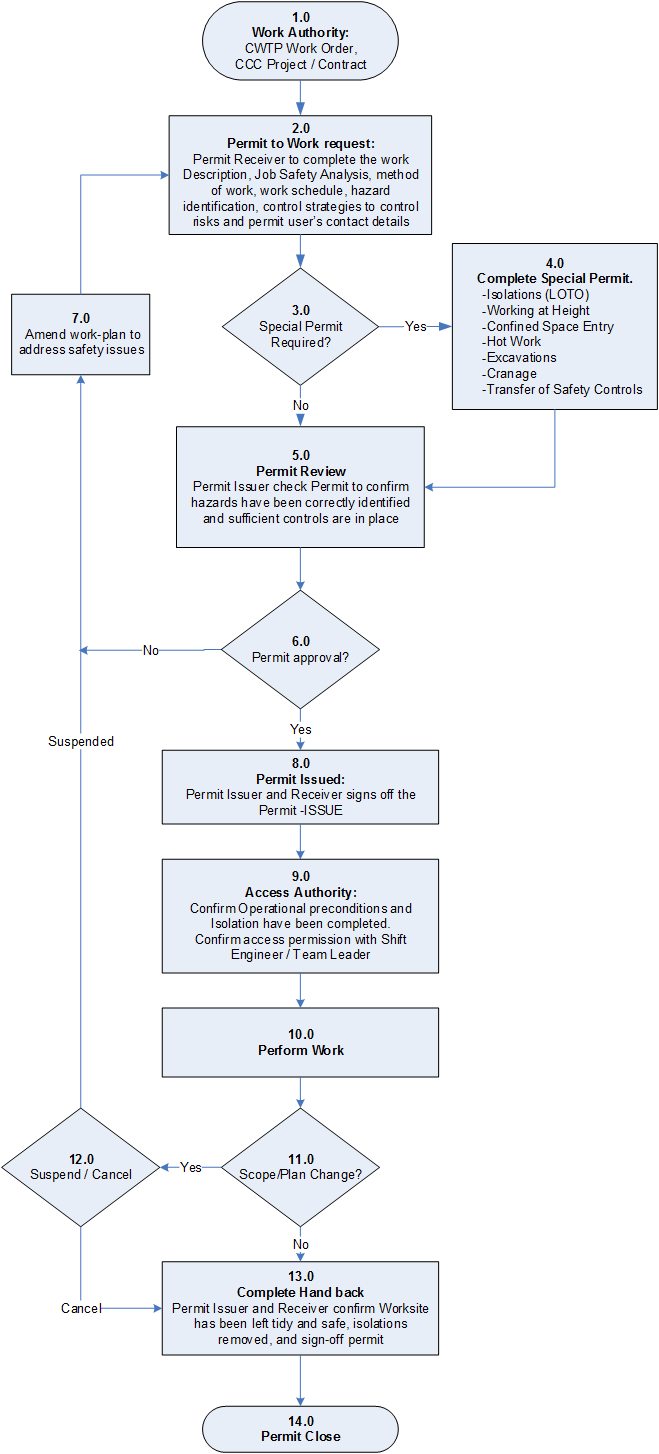 1.0
Work Authority:
CWTP Work Order,
CCC Project / Contract
2.0
Permit to Work request:
Permit Receiver to complete the work
Description, Job Safety Analysis, method
of work, work schedule, hazard
identification, control strategies to control
risks and permit user's contact details
3.0
Special Permit
Required?
Yes
4.0
Complete Special Permit.
-Isolations (LOTO)
-Working at Height
-Confined Space Entry
-Hot Work
-Excavations
-Cranage
-Transfer of Safety Controls
7.0
Amend work-plan to
address safety issues
No
5.0
Permit Review
Permit Issuer check Permit to confirm
hazards have been correctly identified
and sufficient controls are in place
6.0
Permit approval?
No
Yes
Suspended
8.0
Permit Issued:
Permit Issuer and Receiver signs off the
Permit -ISSUE
9.0
Access Authority:
Confirm Operational preconditions and
Isolation have been completed.
Confirm access permission with Shift
Engineer / Team Leader
10.0
Perform Work
11.0
Scope/Plan Change?
Yes
12.0
Suspend / Cancel
No
Cancel
13.0
Complete Hand back
Permit Issuer and Receiver confirm Worksite
has been left tidy and safe, isolations
removed, and sign-off permit
14.0
Permit Close